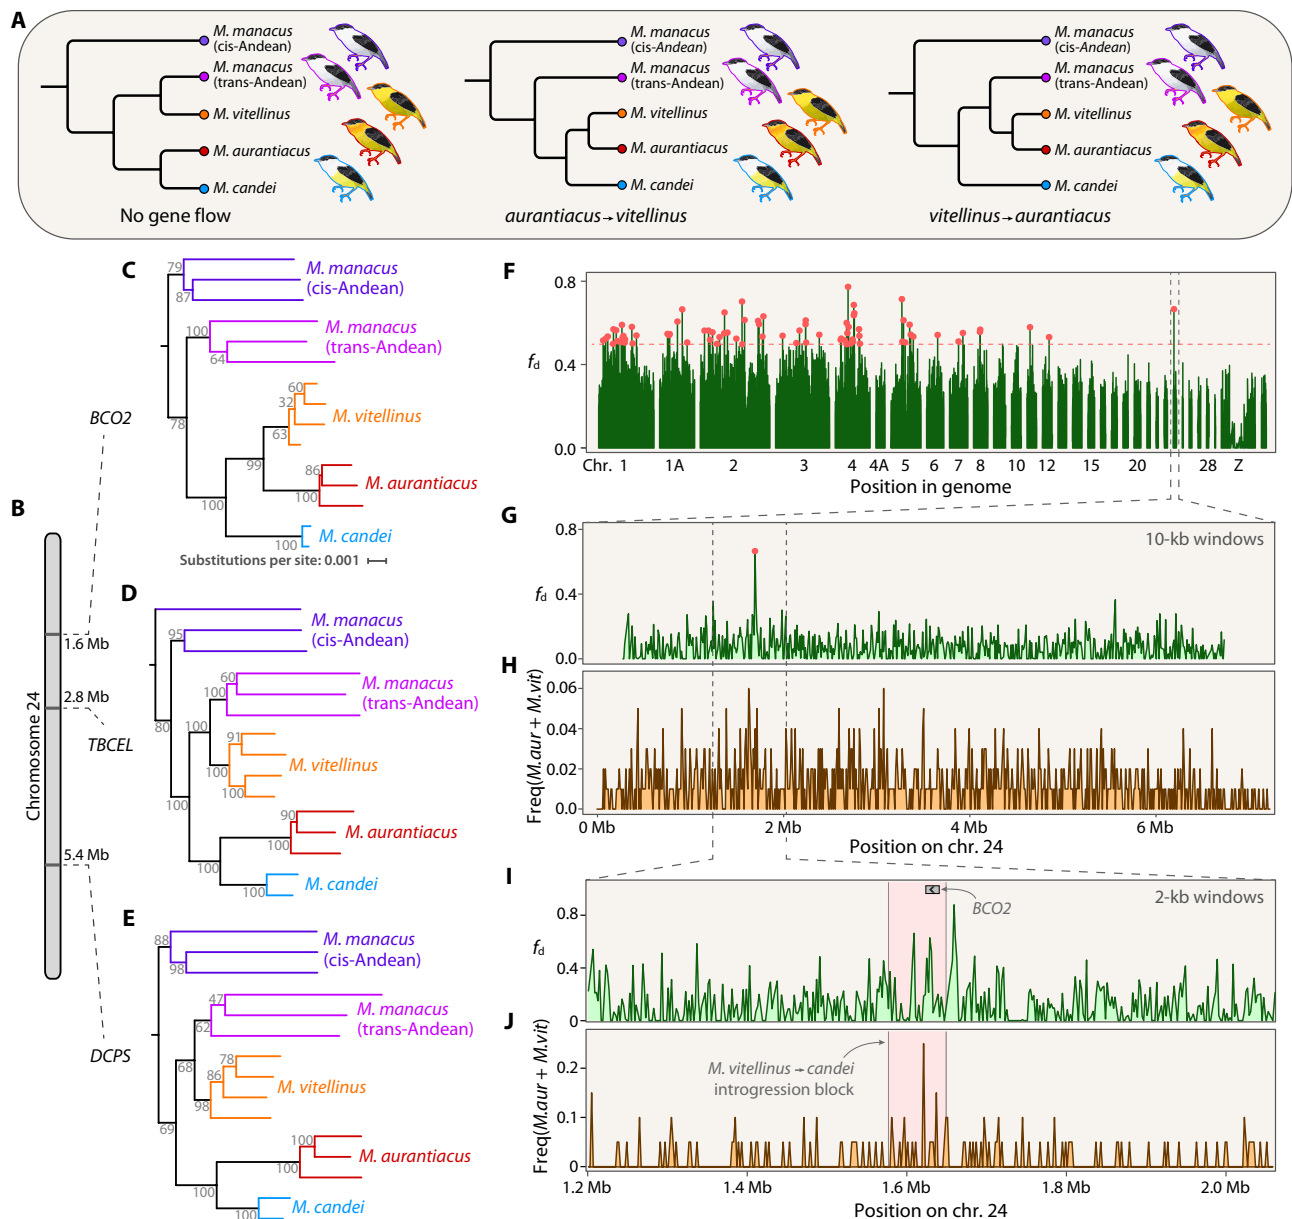 A
M. manacus
(cis-Andean)
M. manacus
(trans-Andean)
M. vitellinus
M. aurantiacus
M. candei
No gene flow
M. manacus
(cis-Andean)
M. manacus
(trans-Andean)
M. vitellinus
M. aurantiacus
M. candei
aurantiacus→vitellinus
M. manacus
(cis-Andean)
M. manacus
(trans-Andean)
M. vitellinus
M. aurantiacus
M. candei
vitellinus→aurantiacus
B
Chromosome 24
1.6 Mb
2.8 Mb
5.4 Mb
BCO2
TBCEL
DCPS
C
79
87
100
64
78
60
32
63
99
86
100
100
100
M. manacus
(cis-Andean)
M. manacus
(trans-Andean)
M. vitellinus
M. aurantiacus
M. candei
Substitutions per site: 0.001
D
95
60
100
80
100
91
100
100
100
90
100
100
100
M. manacus
(cis-Andean)
M. manacus
(trans-Andean)
M. vitellinus
M. aurantiacus
M. candei
E
88
98
47
62
68
78
86
98
69
100
100
100
100
M. manacus
(cis-Andean)
M. manacus
(trans-Andean)
M. vitellinus
M. aurantiacus
M. candei
F
0.8
0.4
0.0
fd
Chr. 1 1A 2 3 4 4A 5 6 7 8 10 12 15 20 28 Z
Position in genome
G
10-kb windows
0.8
0.4
0.0
fd
H
0.06
0.04
0.02
0.0
Freq(M.aur + M.vit)
0 Mb 2 Mb 4 Mb 6 Mb
Position on chr. 24
I
2-kb windows
BCO2
0.8
0.4
0
fd
J
M. vitellinus → candei
introgression block
0.2
0.1
0
Freq(M.aur + M.vit)
1.2 Mb 1.4 Mb 1.6 Mb 1.8 Mb 2.0 Mb
Position on chr. 24